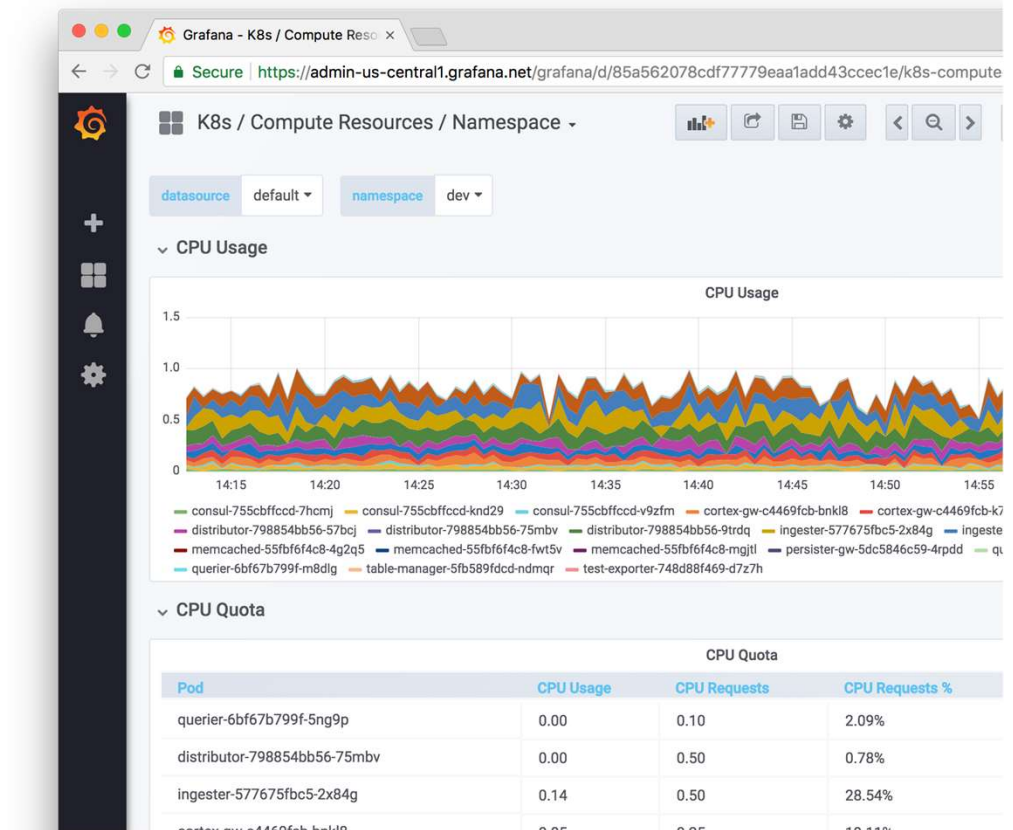 Grafana - K8s / Compute Reso
Secure https://admin-us-central1.grafana.net/grafana/d/85a562078cdf77779eaa1add43ccec1e/k8s-compute
K8s / Compute Resources / Namespace
datasource default namespace dev
CPU Usage
CPU Usage
1.5
1.0
0.5
0
14:15 14:20 14:25 14:30 14:35 14:40 14:45 14:50 14:55
consul-755cbffccd-7hcmj consul-755cbffccd-knd29 consul-755cbffccd-v9zfm cortex-gw-c4469fcb-bnkl8 cortex-gw-c4469fcb-k7
distributor-798854bb56-57bcj distributor-798854bb56-75mbv distributor-798854bb56-9trdq ingester-577675fbc5-2x84g ingeste
memcached-55fbf6f4c8-4g2q5 memcached-55fbf6f4c8-fwt5v memcached-55fbf6f4c8-mgjtl persister-gw-5dc5846c59-4rpdd qu
querier-6bf67b799f-m8dlg table-manager-5fb589fdcd-ndmqr test-exporter-748d88f469-d7z7h
CPU Quota
CPU Quota
Pod CPU Usage CPU Requests CPU Requests %
querier-6bf67b799f-5ng9p 0.00 0.10 2.09%
distributor-798854bb56-75mbv 0.00 0.50 0.78%
ingester-577675fbc5-2x84g 0.14 0.50 28.54%